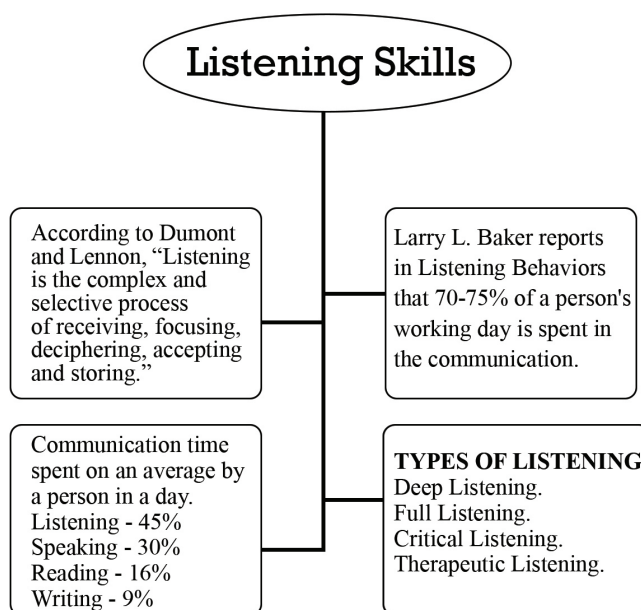 Listening Skills
According to Dumont
and Lennon, “Listening
is the complex and
selective process
of receiving, focusing,
deciphering, accepting
and storing.”
Larry L. Baker reports
in Listening Behaviors
that 70-75% of a person's
working day is spent in
the communication.
Communication time
spent on an average by
a person in a day.
Listening - 45%
Speaking - 30%
Reading - 16%
Writing - 9%
TYPES OF LISTENING
Deep Listening.
Full Listening.
Critical Listening.
Therapeutic Listening.